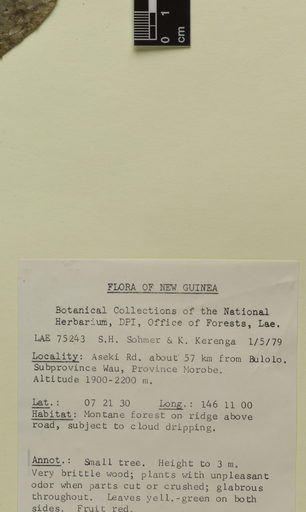 0 1
cm
FLORA OF NEW GUINEA
Botanical Collections of the National
Herbarium, DPI, Office of Forests, Lae.
LAE 75243 S.H. Sohmer & K. Kerenga 1/5/79
Locality: Aseki Rd. about 57 km from Bulolo.
Subprovince Wau, Province Morobe.
Altitude 1900-2200 m.
Lat.: 07 21 30 Long.: 146 11 00
Habitat: Montane forest on ridge above
road, subject to cloud dripping.
Annot.: Small tree. Height to 3 m.
Very brittle wood; plants with unpleasant
odor when parts cut or crushed; glabrous
throughout. Leaves yell.-green on both
sides. Fruit red.